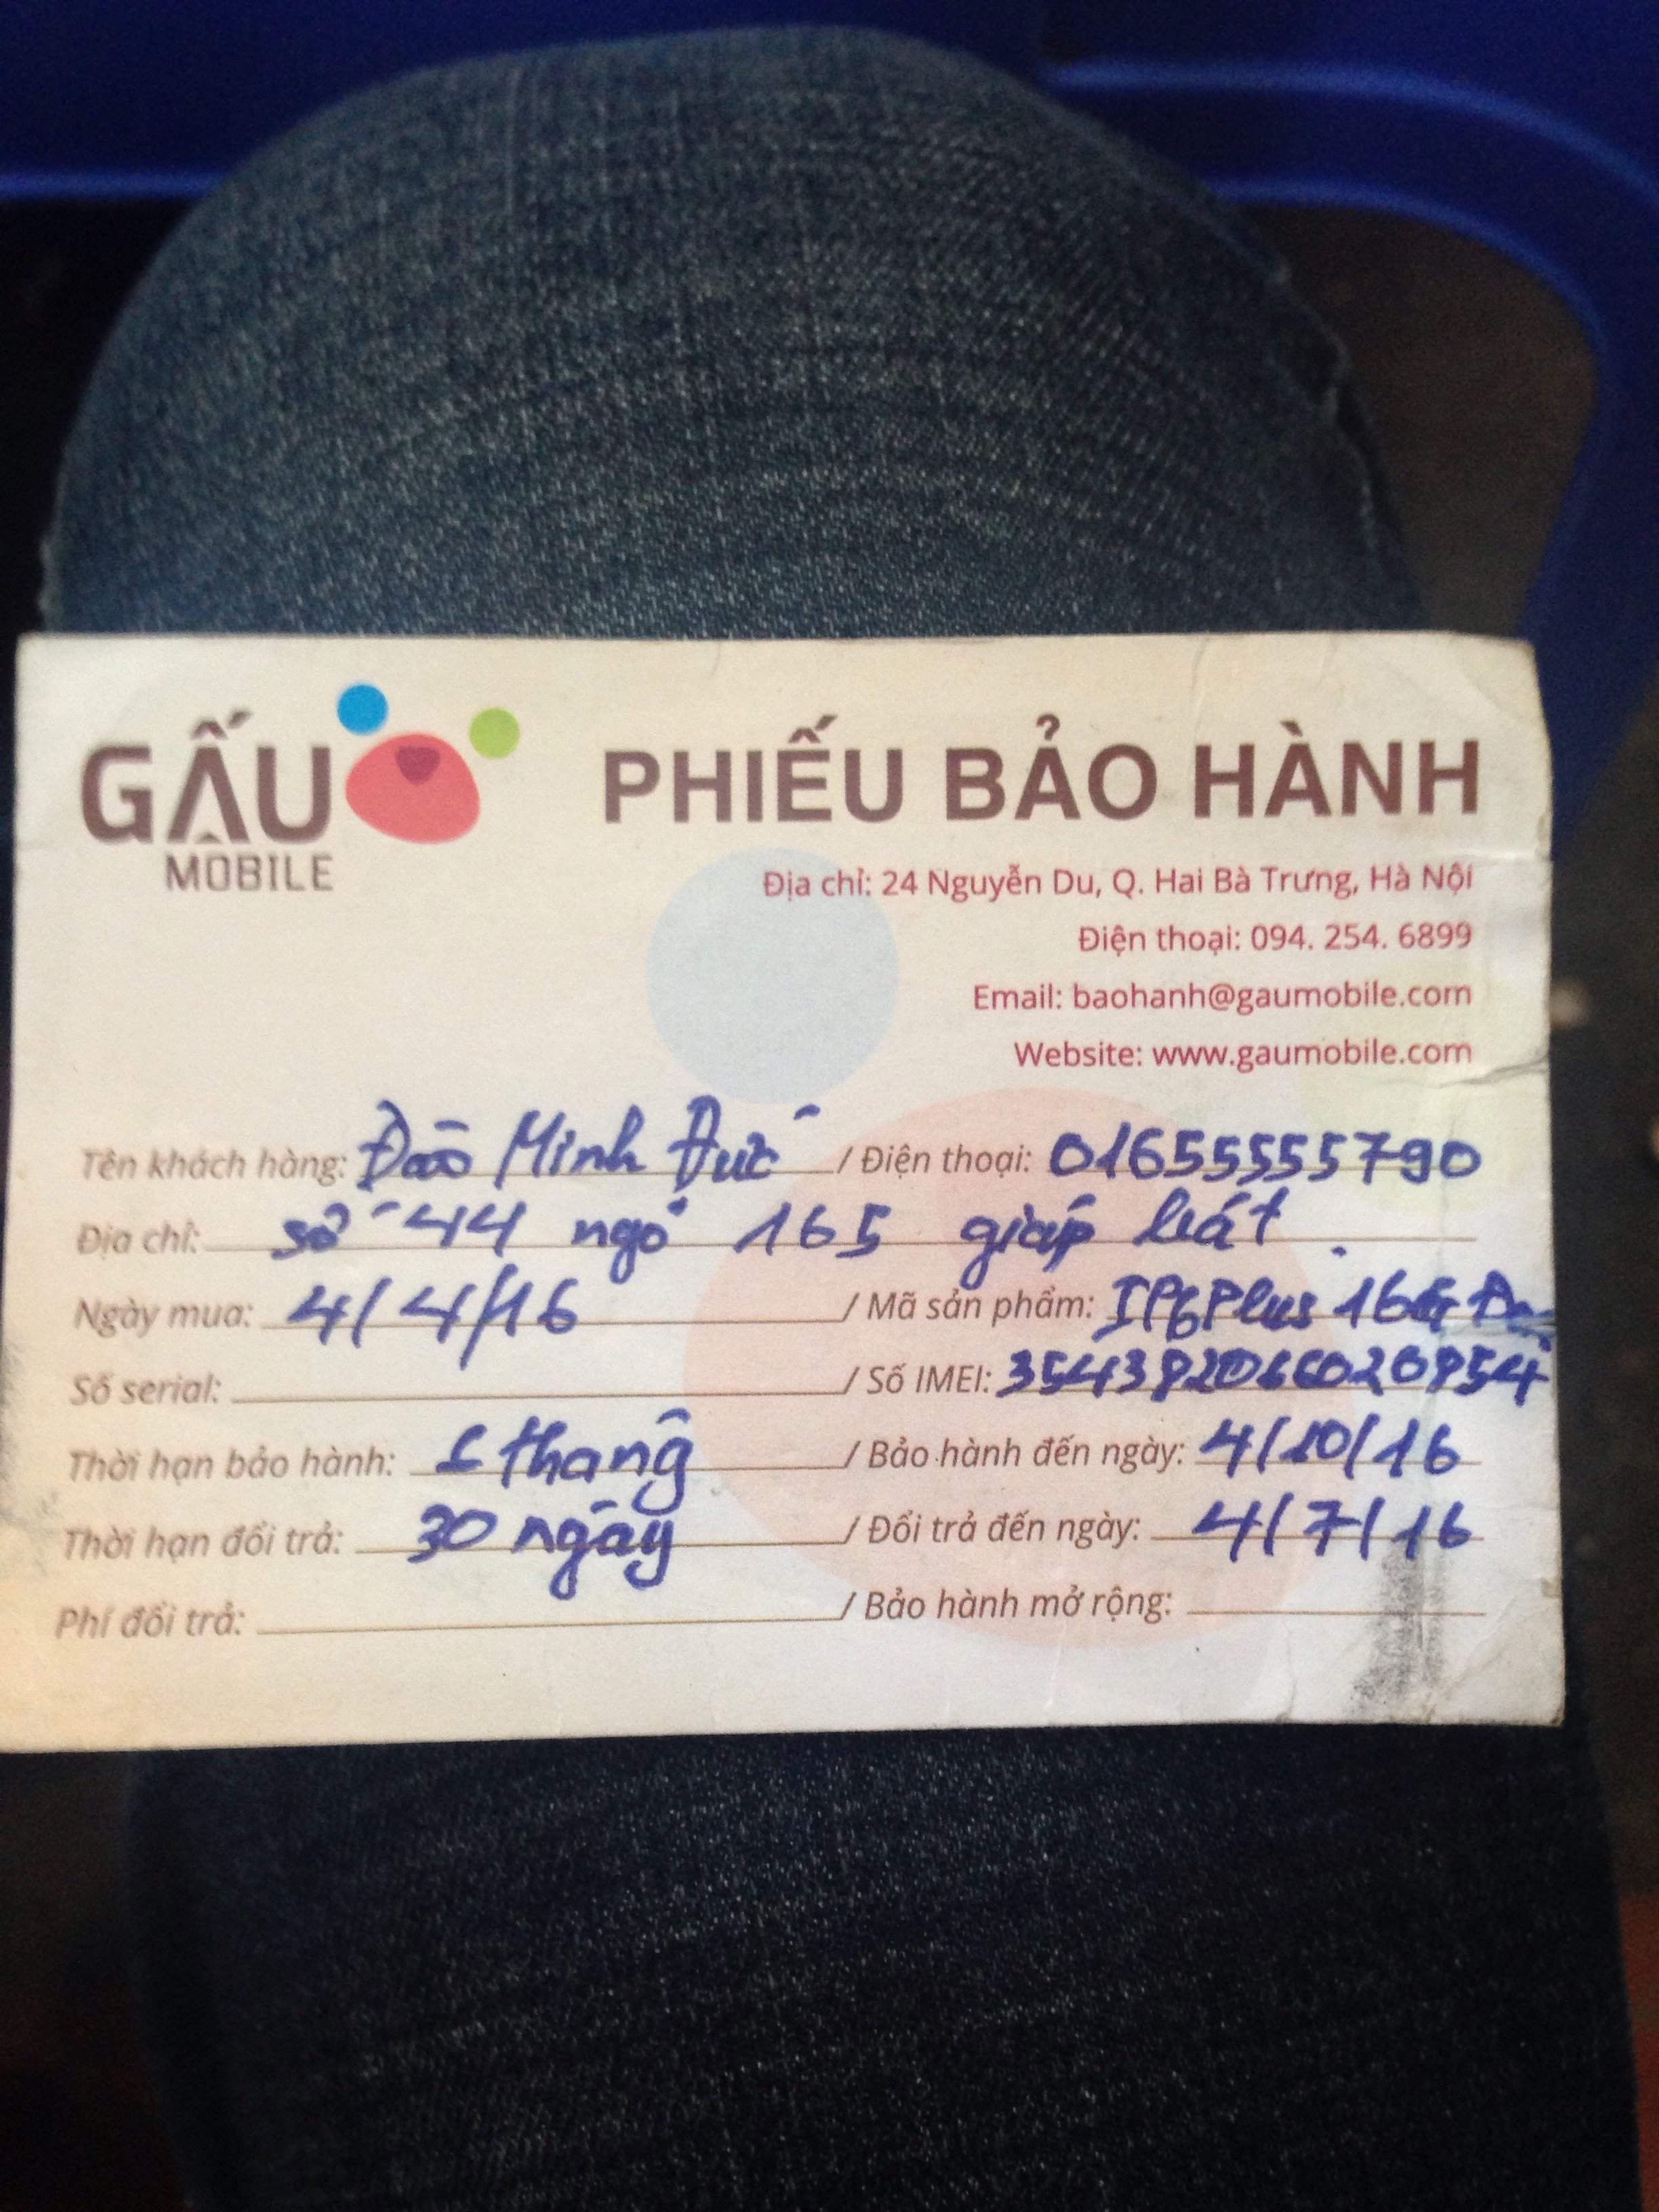 GẤU
MOBILE
PHIẾU BẢO HÀNH
Địa chỉ: 24 Nguyễn Du, Q. Hai Bà Trưng, Hà Nội
Điện thoại: 094. 254. 6899
Email: baohanh@gaumobile.com
Website: www.gaumobile.com
Tên khách hàng: Đào Minh Đức / Điện thoại: 01655555790
Địa chỉ: số 44 ngõ 165 giáp bát.
Ngày mua: 4/4/16 / Mã sản phẩm: IP6Plus 16G
Số serial: / Số IMEI:
Thời hạn bảo hành: 6 tháng / Bảo hành đến ngày: 4/10/16
Thời hạn đổi trả: 30 ngày / Đổi trả đến ngày: 4/7/16
Phí đổi trả: / Bảo hành mở rộng: